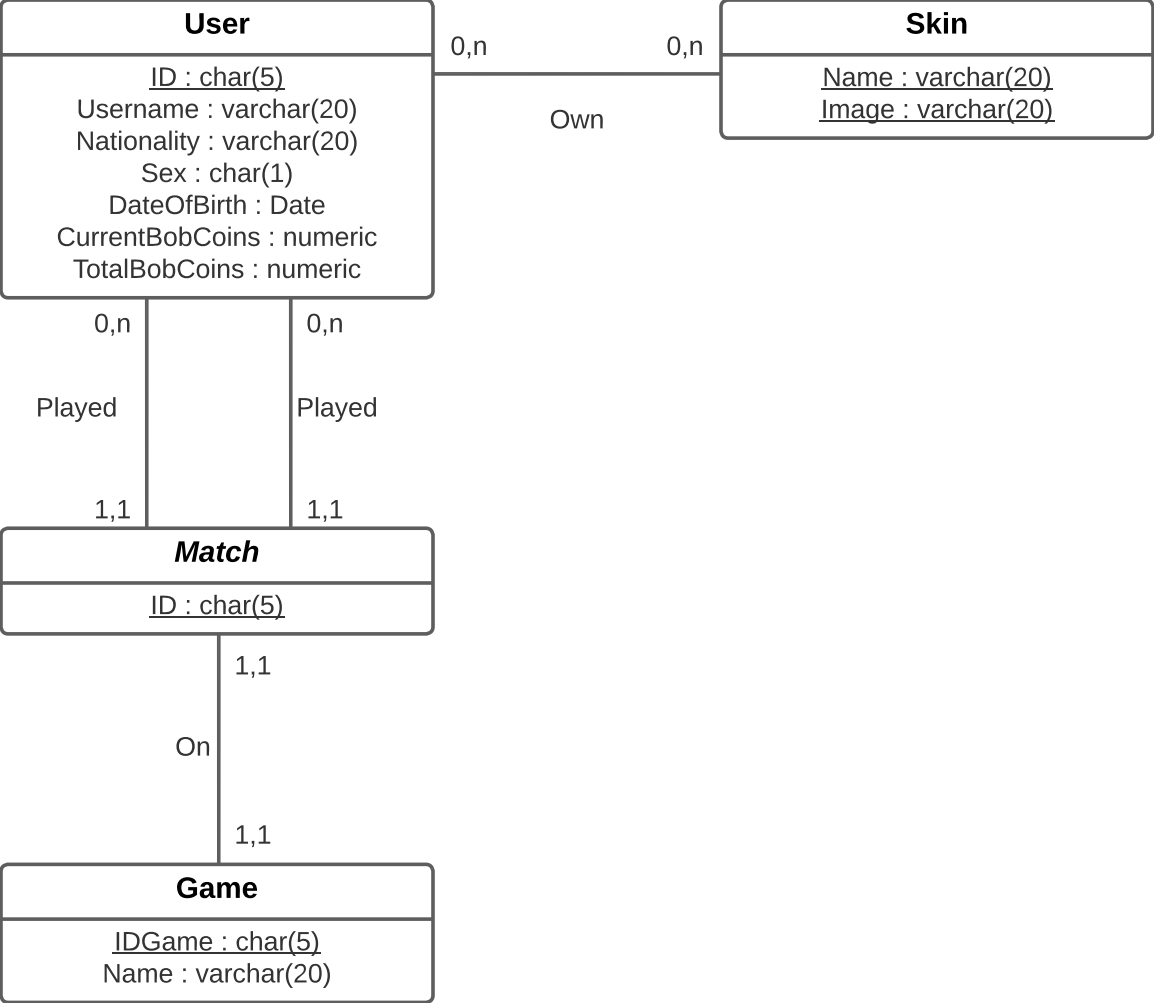 User
ID : char(5)
Username : varchar(20)
Nationality : varchar(20)
Sex : char(1)
DateOfBirth : Date
CurrentBobCoins : numeric
TotalBobCoins : numeric
0,n
0,n
Own
Skin
Name : varchar(20)
Image : varchar(20)
0,n
0,n
Played
Played
1,1
1,1
Match
ID : char(5)
1,1
On
1,1
Game
IDGame : char(5)
Name : varchar(20)